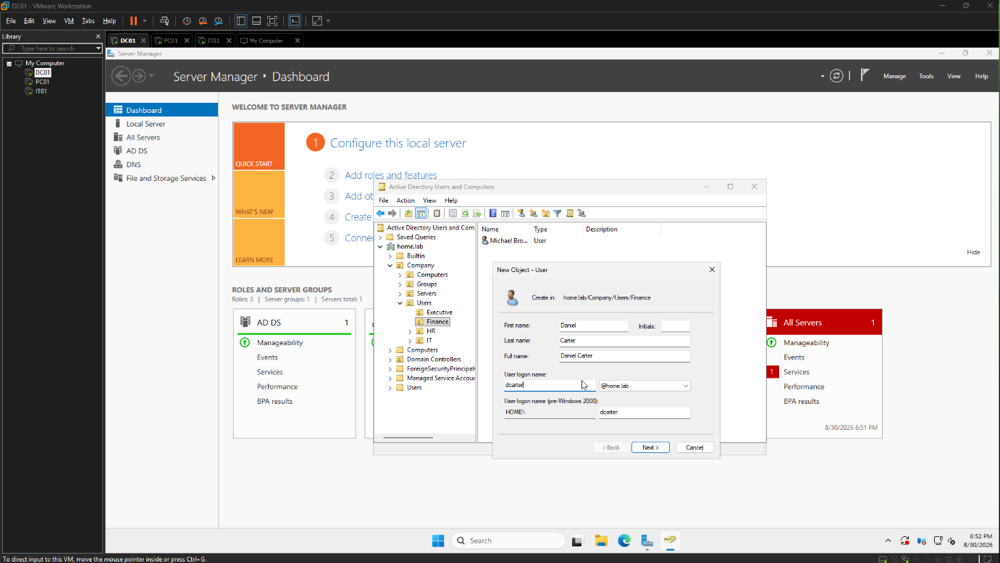 DC01 - VMware Workstation
File Edit View VM Tabs Help
Library
Type here to search
My Computer
DC01
PC01
IT01
DC01 PC01 IT01 My Computer
Server Manager
Server Manager • Dashboard
Manage Tools View Help
Dashboard
Local Server
All Servers
AD DS
DNS
File and Storage Services
WELCOME TO SERVER MANAGER
QUICK START
WHAT'S NEW
LEARN MORE
1 Configure this local server
2 Add roles and features
3 Add ot
4 Create
5 Connec
Hide
ROLES AND SERVER GROUPS
Roles: 3 | Server groups: 1 | Servers total: 1
AD DS 1
Manageability
Events
Services
Performance
BPA results
All Servers 1
Manageability
Events
1 Services
Performance
BPA results
8/30/2026 6:51 PM
Active Directory Users and Computers
File Action View Help
Active Directory Users and Com
Saved Queries
home.lab
Builtin
Company
Computers
Groups
Servers
Users
Executive
Finance
HR
IT
Computers
Domain Controllers
ForeignSecurityPrincipals
Managed Service Accour
Users
Name Type Description
Michael Bro... User
New Object - User
Create in: home.lab/Company/Users/Finance
First name: Daniel Initials:
Last name: Carter
Full name: Daniel Carter
User logon name:
dcarter @home.lab
User logon name (pre-Windows 2000):
HOME\ dcarter
< Back Next > Cancel
Search
6:52 PM
8/30/2026
To direct input to this VM, move the mouse pointer inside or press Ctrl+G.